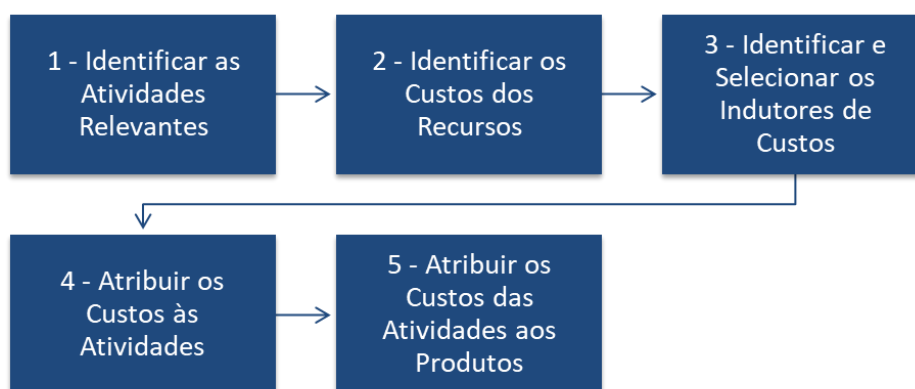 1 - Identificar as
Atividades
Relevantes
2 - Identificar os
Custos dos
Recursos
3 - Identificar e
Selecionar os
Indutores de
Custos
4 - Atribuir os
Custos às
Atividades
5 - Atribuir os
Custos das
Atividades aos
Produtos